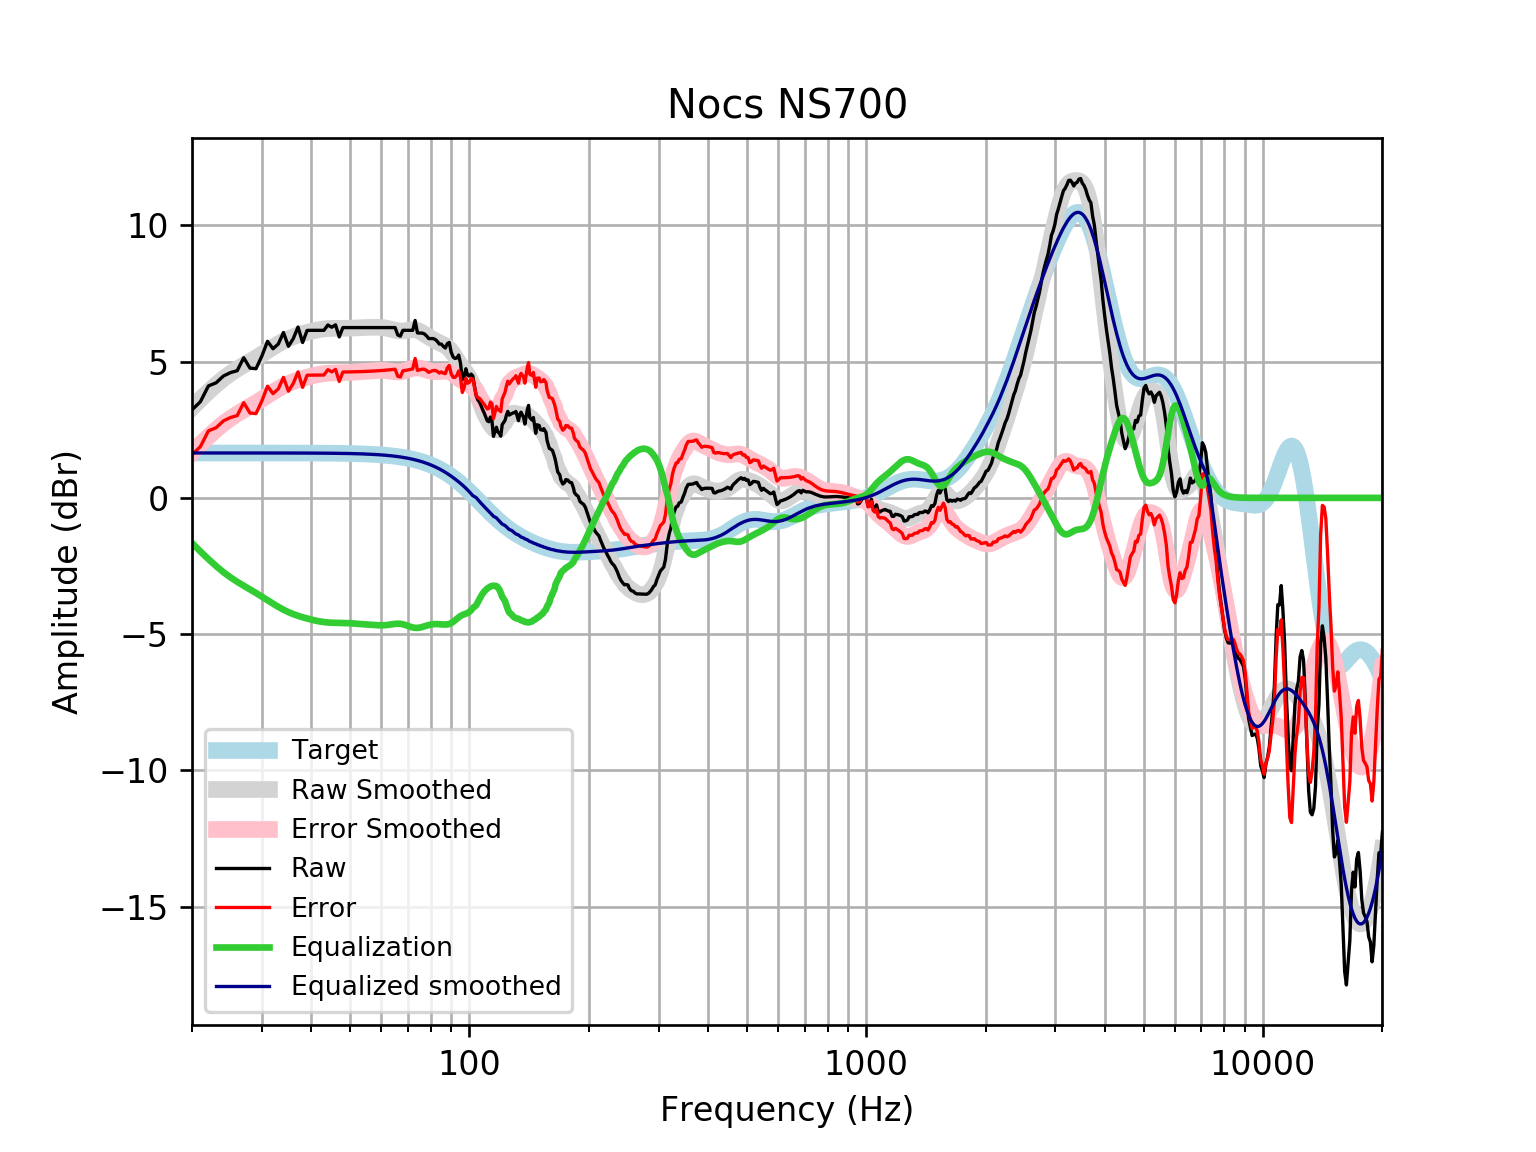 Nocs NS700
Amplitude (dBr)
10
5
0
−5
−10
−15
Target
Raw Smoothed
Error Smoothed
Raw
Error
Equalization
Equalized smoothed
100
1000
10000
Frequency (Hz)